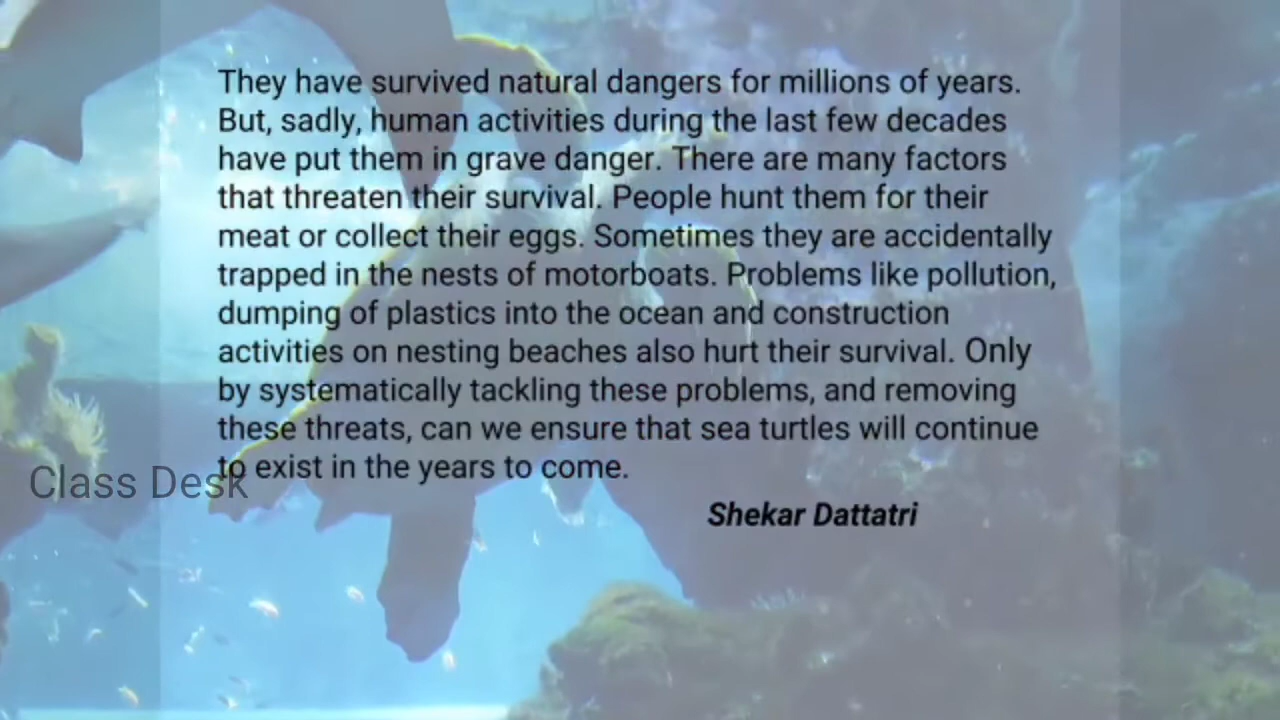 They have survived natural dangers for millions of years.
But, sadly, human activities during the last few decades
have put them in grave danger. There are many factors
that threaten their survival. People hunt them for their
meat or collect their eggs. Sometimes they are accidentally
trapped in the nests of motorboats. Problems like pollution,
dumping of plastics into the ocean and construction
activities on nesting beaches also hurt their survival. Only
by systematically tackling these problems, and removing
these threats, can we ensure that sea turtles will continue
to exist in the years to come.
Class Desk
Shekar Dattatri